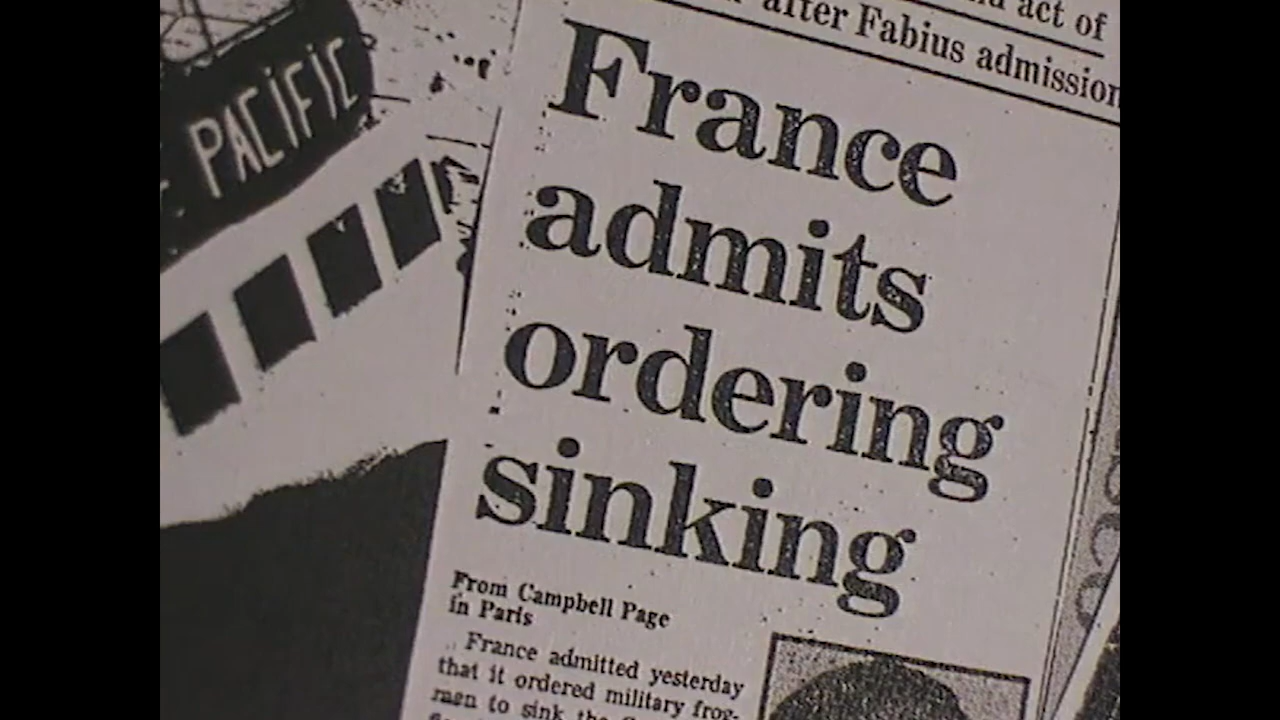 PACIFIC
act of
after Fabius admission
France
admits
ordering
sinking
From Campbell Page
in Paris
France admitted yesterday
that it ordered military frog-
men to sink the